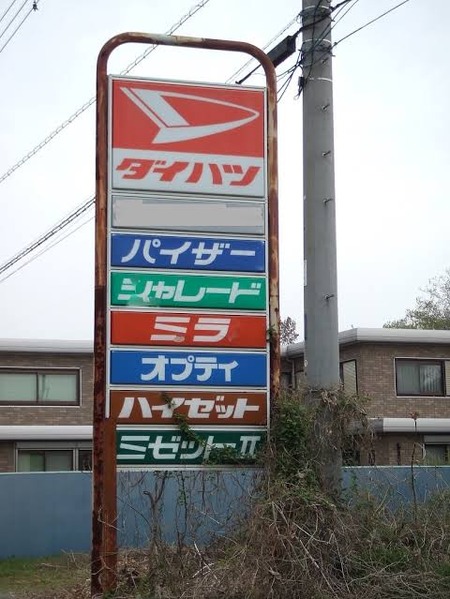 ダイハツ
パイザー
シャレード
ミラ
オプティ
ハイゼット
ミゼットⅡ